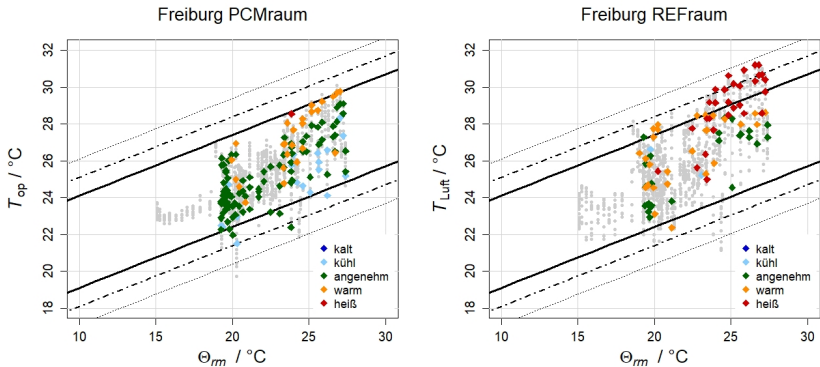 Freiburg PCMraum
T_op / °C
32
30
28
26
24
22
20
18
10 15 20 25 30
Θ_rm / °C
kalt
kühl
angenehm
warm
heiß
Freiburg REFraum
T_Luft / °C
32
30
28
26
24
22
20
18
10 15 20 25 30
Θ_rm / °C
kalt
kühl
angenehm
warm
heiß